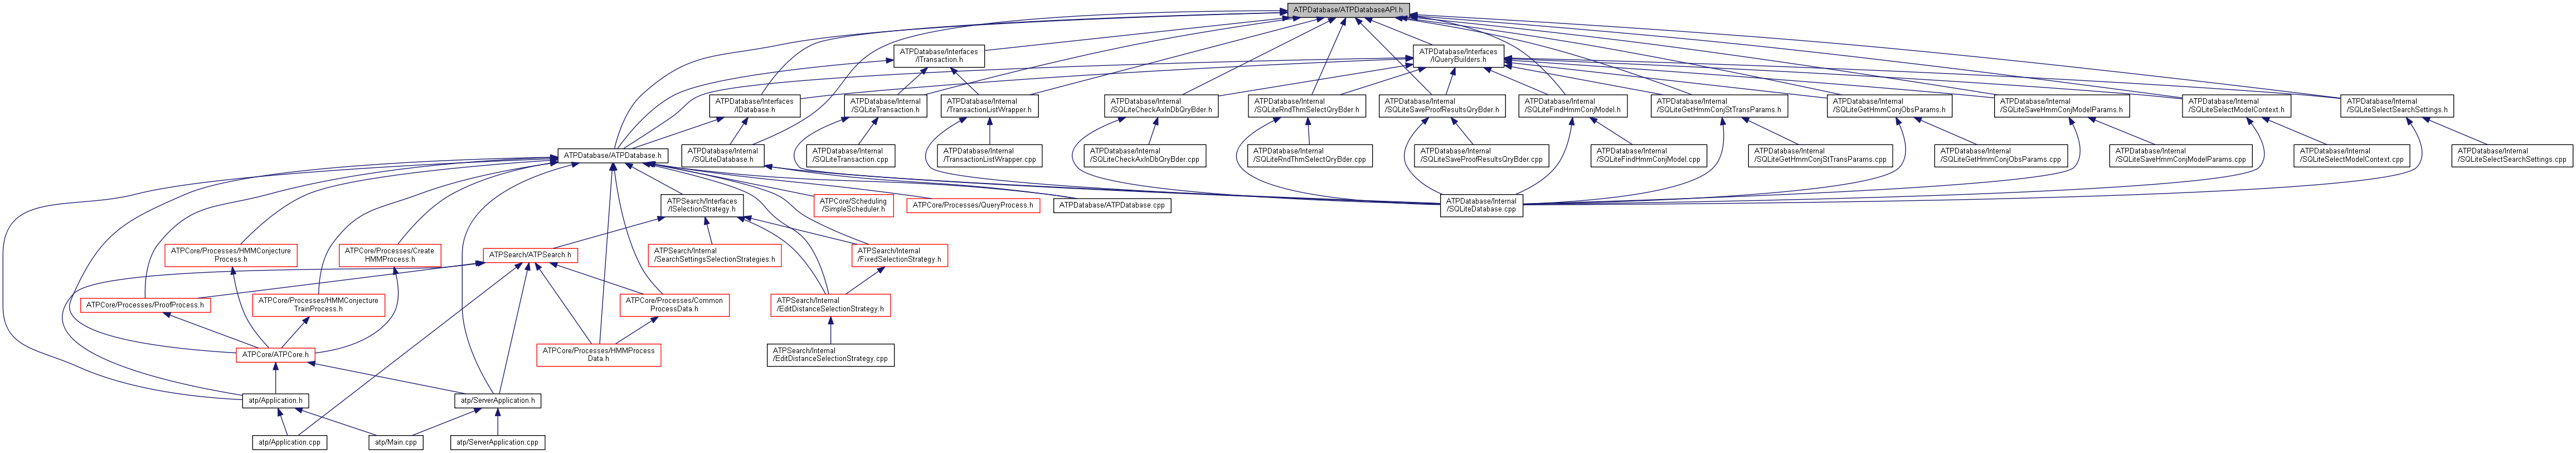 ATPDatabase/ATPDatabaseAPI.h
ATPDatabase/Interfaces
/ITransaction.h
ATPDatabase/Interfaces
/IQueryBuilders.h
ATPDatabase/Interfaces
/IDatabase.h
ATPDatabase/Internal
/SQLiteTransaction.h
ATPDatabase/Internal
/TransactionListWrapper.h
ATPDatabase/Internal
/SQLiteCheckAxInDbQryBder.h
ATPDatabase/Internal
/SQLiteRndThmSelectQryBder.h
ATPDatabase/Internal
/SQLiteSaveProofResultsQryBder.h
ATPDatabase/Internal
/SQLiteFindHmmConjModel.h
ATPDatabase/Internal
/SQLiteGetHmmConjStTransParams.h
ATPDatabase/Internal
/SQLiteGetHmmConjObsParams.h
ATPDatabase/Internal
/SQLiteSaveHmmConjModelParams.h
ATPDatabase/Internal
/SQLiteSelectModelContext.h
ATPDatabase/Internal
/SQLiteSelectSearchSettings.h
ATPDatabase/ATPDatabase.h
ATPDatabase/Internal
/SQLiteDatabase.h
ATPDatabase/Internal
/SQLiteTransaction.cpp
ATPDatabase/Internal
/TransactionListWrapper.cpp
ATPDatabase/Internal
/SQLiteCheckAxInDbQryBder.cpp
ATPDatabase/Internal
/SQLiteRndThmSelectQryBder.cpp
ATPDatabase/Internal
/SQLiteSaveProofResultsQryBder.cpp
ATPDatabase/Internal
/SQLiteFindHmmConjModel.cpp
ATPDatabase/Internal
/SQLiteGetHmmConjStTransParams.cpp
ATPDatabase/Internal
/SQLiteGetHmmConjObsParams.cpp
ATPDatabase/Internal
/SQLiteSaveHmmConjModelParams.cpp
ATPDatabase/Internal
/SQLiteSelectModelContext.cpp
ATPDatabase/Internal
/SQLiteSelectSearchSettings.cpp
ATPSearch/Interfaces
/ISelectionStrategy.h
ATPCore/Scheduling
/SimpleScheduler.h
ATPCore/Processes/QueryProcess.h
ATPDatabase/ATPDatabase.cpp
ATPDatabase/Internal
/SQLiteDatabase.cpp
ATPCore/Processes/HMMConjecture
Process.h
ATPCore/Processes/Create
HMMProcess.h
ATPSearch/ATPSearch.h
ATPSearch/Internal
/SearchSettingsSelectionStrategies.h
ATPSearch/Internal
/FixedSelectionStrategy.h
ATPCore/Processes/ProofProcess.h
ATPCore/Processes/HMMConjecture
TrainProcess.h
ATPCore/Processes/Common
ProcessData.h
ATPSearch/Internal
/EditDistanceSelectionStrategy.h
ATPCore/ATPCore.h
ATPCore/Processes/HMMProcess
Data.h
ATPSearch/Internal
/EditDistanceSelectionStrategy.cpp
atp/Application.h
atp/ServerApplication.h
atp/Application.cpp
atp/Main.cpp
atp/ServerApplication.cpp